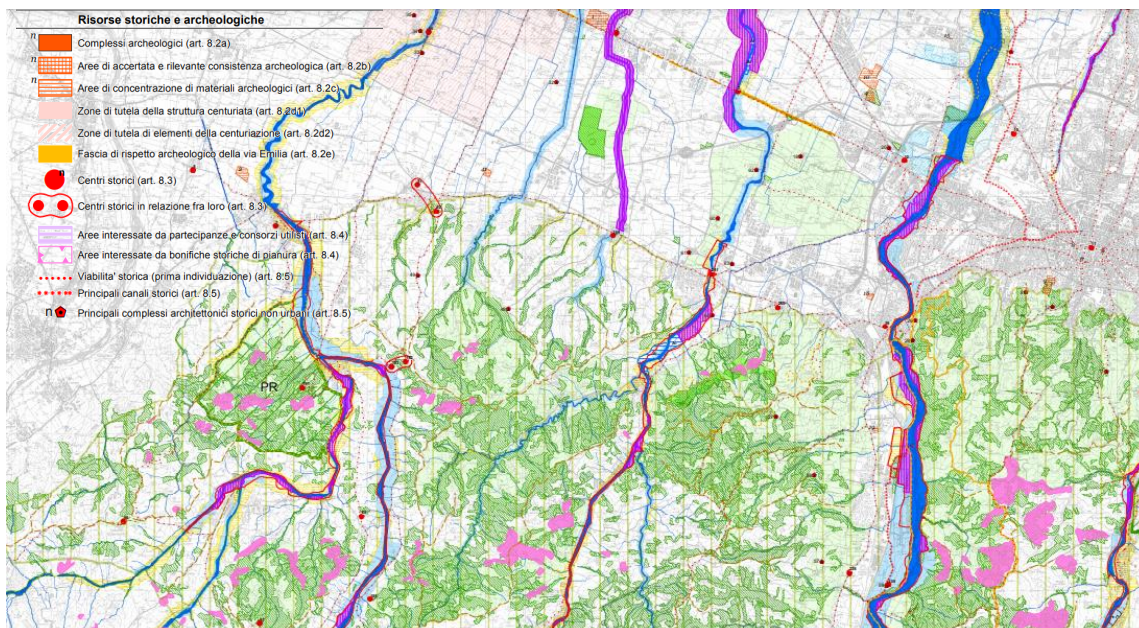 Risorse storiche e archeologiche
n
Complessi archeologici (art. 8.2a)
n
Aree di accertata e rilevante consistenza archeologica (art. 8.2b)
n
Aree di concentrazione di materiali archeologici (art. 8.2c)
Zone di tutela della struttura centuriata (art. 8.2d1)
Zone di tutela di elementi della centuriazione (art. 8.2d2)
Fascia di rispetto archeologico della via Emilia (art. 8.2e)
n
Centri storici (art. 8.3)
Centri storici in relazione fra loro (art. 8.3)
Aree interessate da partecipanze e consorzi utilisti (art. 8.4)
Aree interessate da bonifiche storiche di pianura (art. 8.4)
Viabilita' storica (prima individuazione) (art. 8.5)
Principali canali storici (art. 8.5)
n
Principali complessi architettonici storici non urbani (art. 8.5)
PR